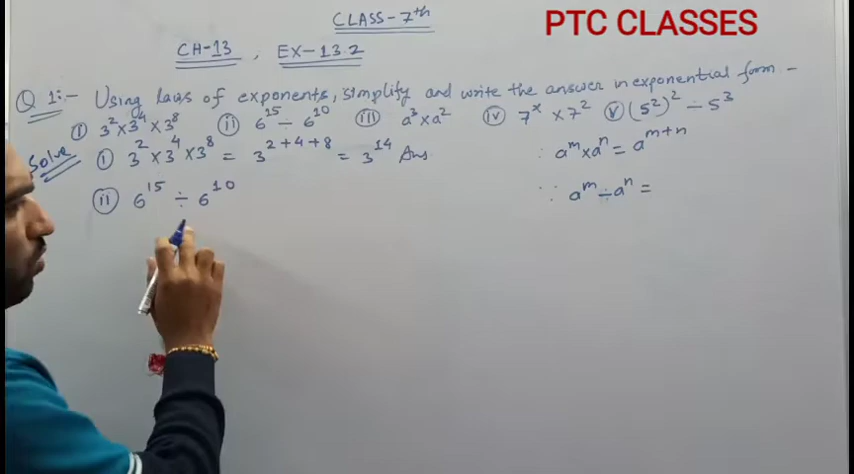 CLASS-7th
PTC CLASSES
CH-13, EX-13.2
Q 1:- Using laws of exponents, simplify and write the answer in exponential form -
(i) 3² × 3⁴ × 3⁸ (ii) 6¹⁵ ÷ 6¹⁰ (iii) a³ × a² (iv) 7ˣ × 7² (v) (5²)² ÷ 5³
Solve (i) 3² × 3⁴ × 3⁸ = 3²⁺⁴⁺⁸ = 3¹⁴ Ans
∵ aᵐ × aⁿ = aᵐ⁺ⁿ
(ii) 6¹⁵ ÷ 6¹⁰
∵ aᵐ ÷ aⁿ =